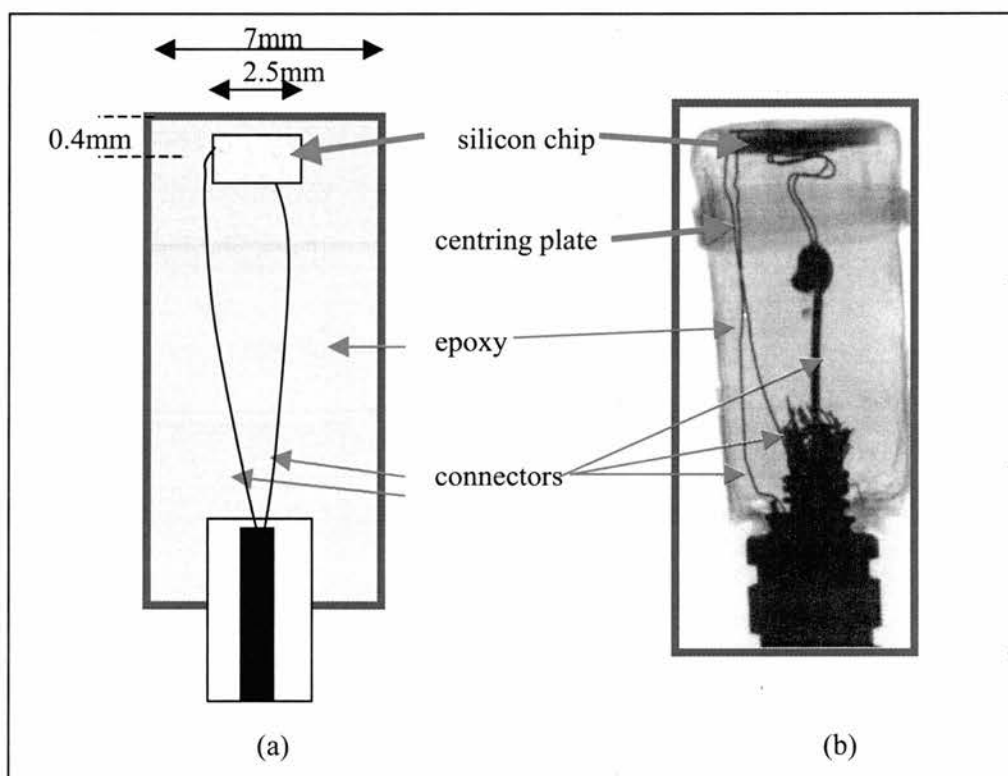 7mm
2.5mm
0.4mm
silicon chip
centring plate
epoxy
connectors
(a)
(b)